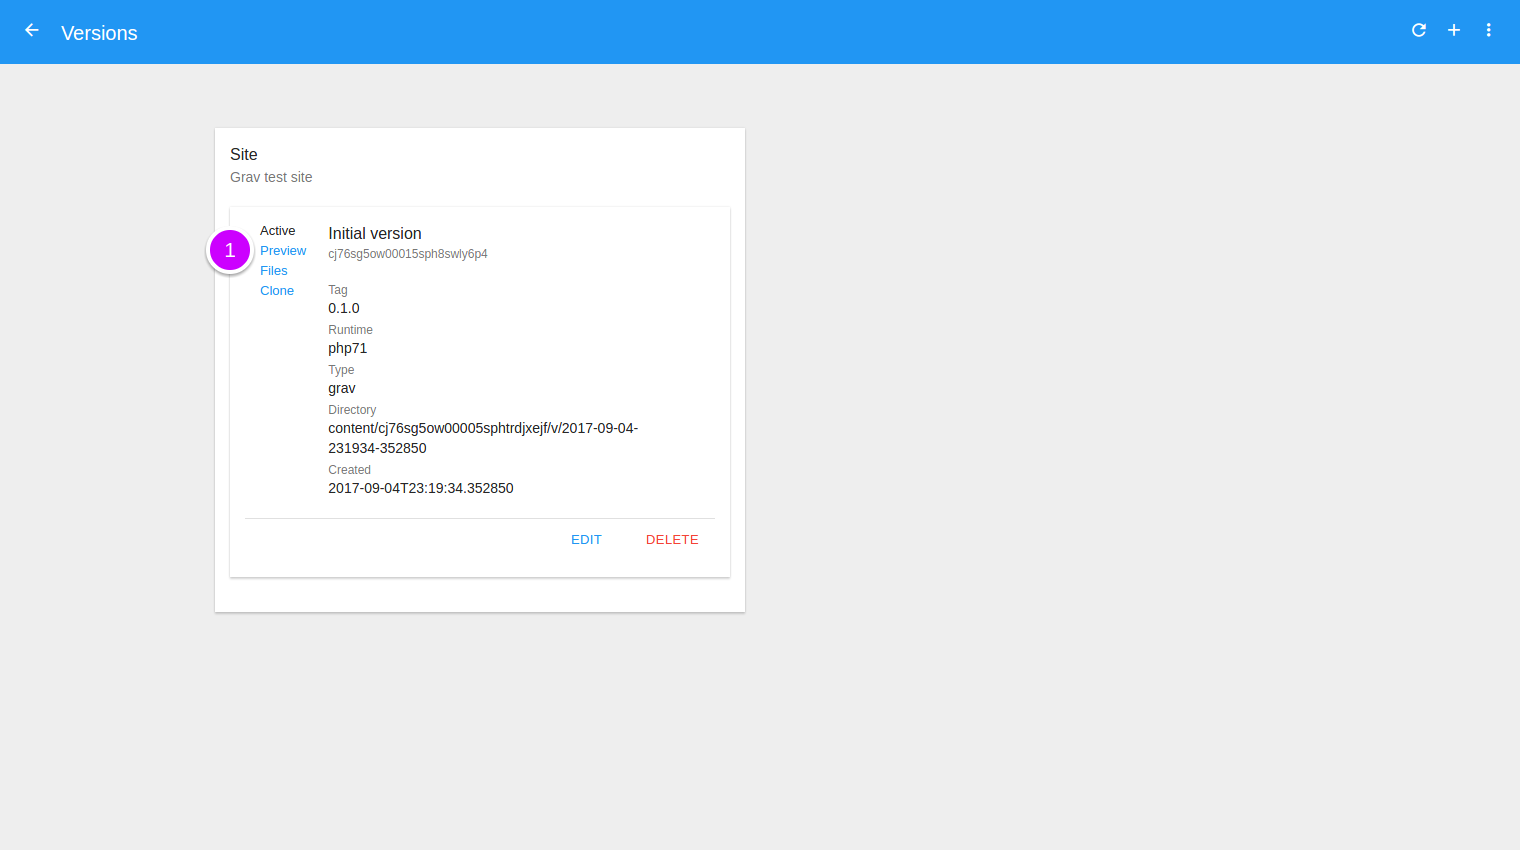 Versions
Site
Grav test site
1
Active
Preview
Files
Clone
Initial version
cj76sg5ow00015sph8swly6p4
Tag
0.1.0
Runtime
php71
Type
grav
Directory
content/cj76sg5ow00005sphtrdjxejf/v/2017-09-04-
231934-352850
Created
2017-09-04T23:19:34.352850
EDIT
DELETE